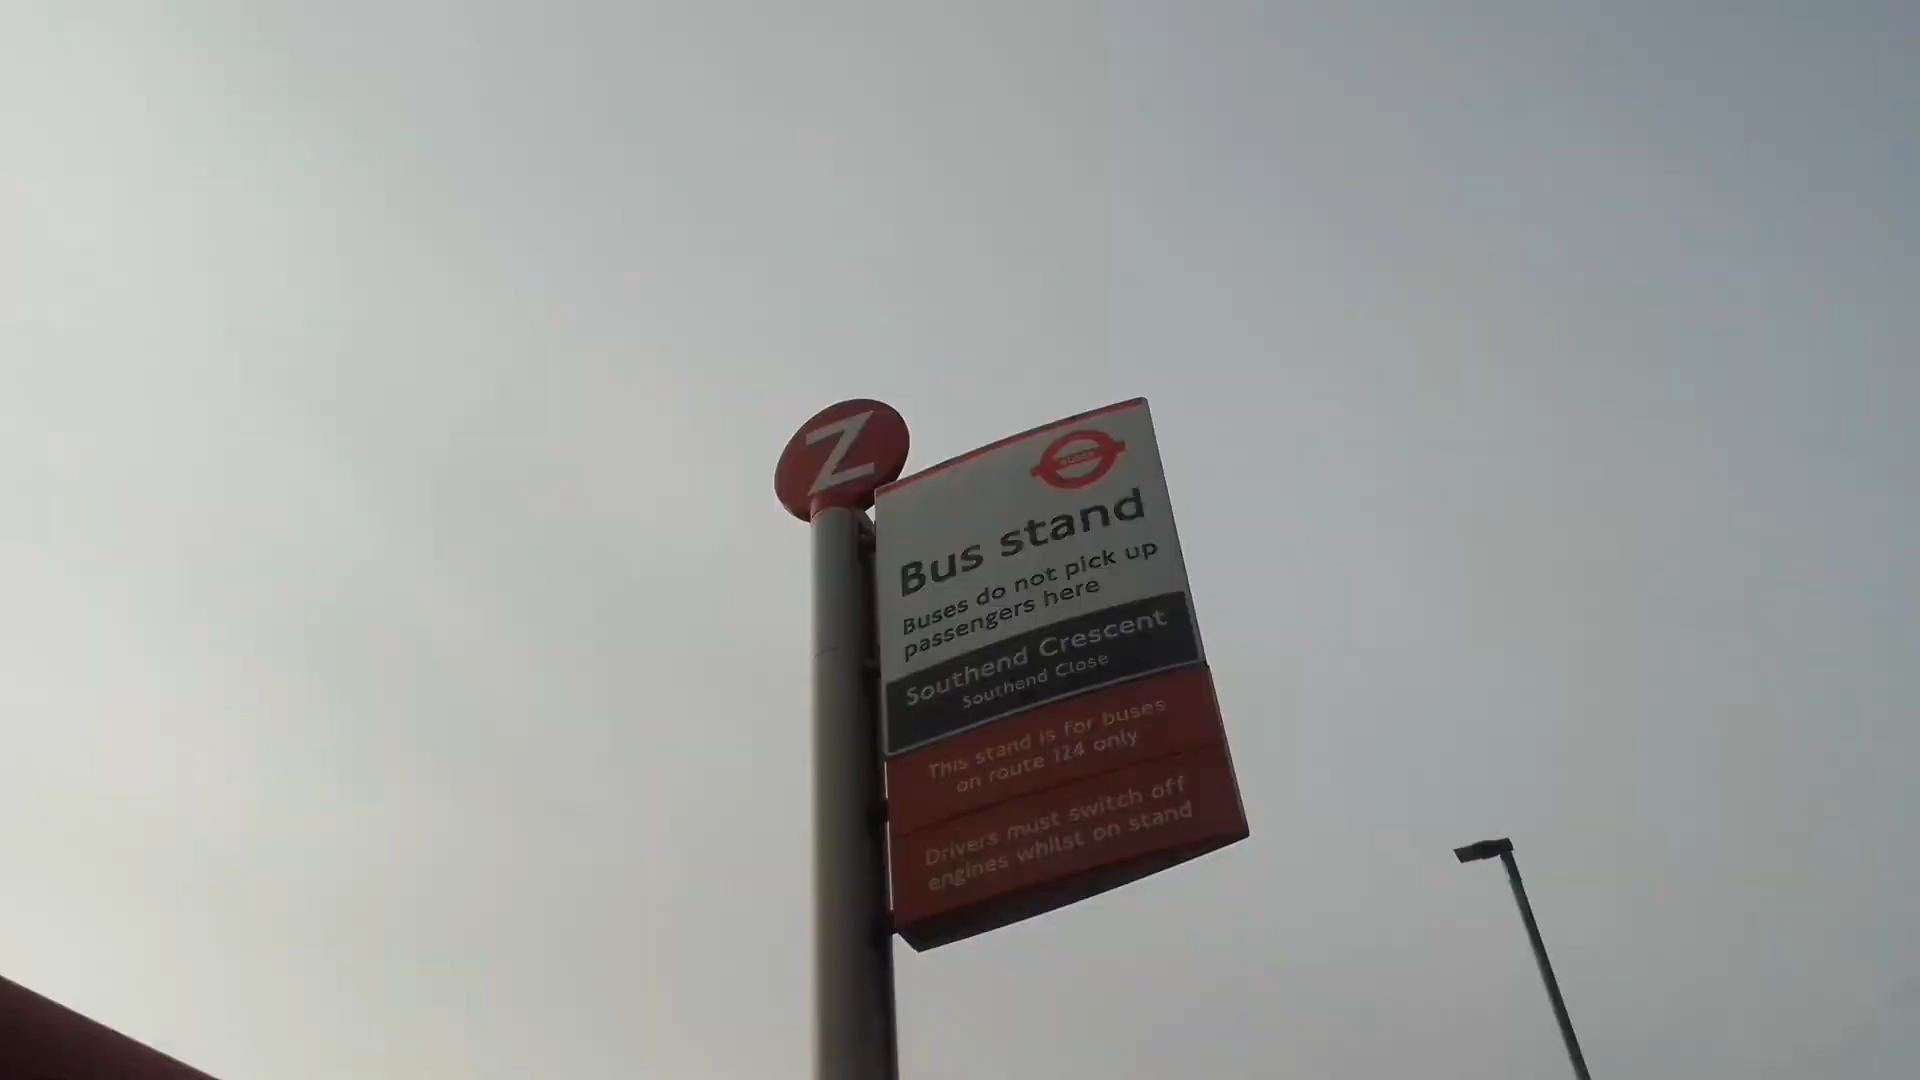 Z
BUSES
Bus stand
Buses do not pick up
passengers here
Southend Crescent
Southend Close
This stand is for buses
on route 124 only
Drivers must switch off
engines whilst on stand